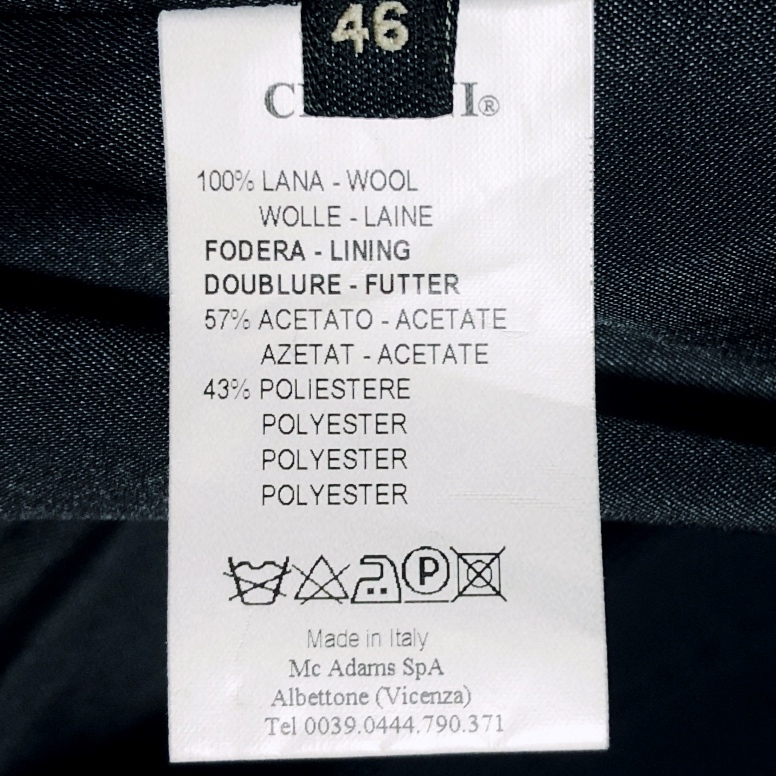 46
100% LANA - WOOL
WOLLE - LAINE
FODERA - LINING
DOUBLURE - FUTTER
57% ACETATO - ACETATE
AZETAT - ACETATE
43% POLIESTERE
POLYESTER
POLYESTER
POLYESTER
P
Made in Italy
Mc Adams SpA
Albettone (Vicenza)
Tel 0039.0444.790.371